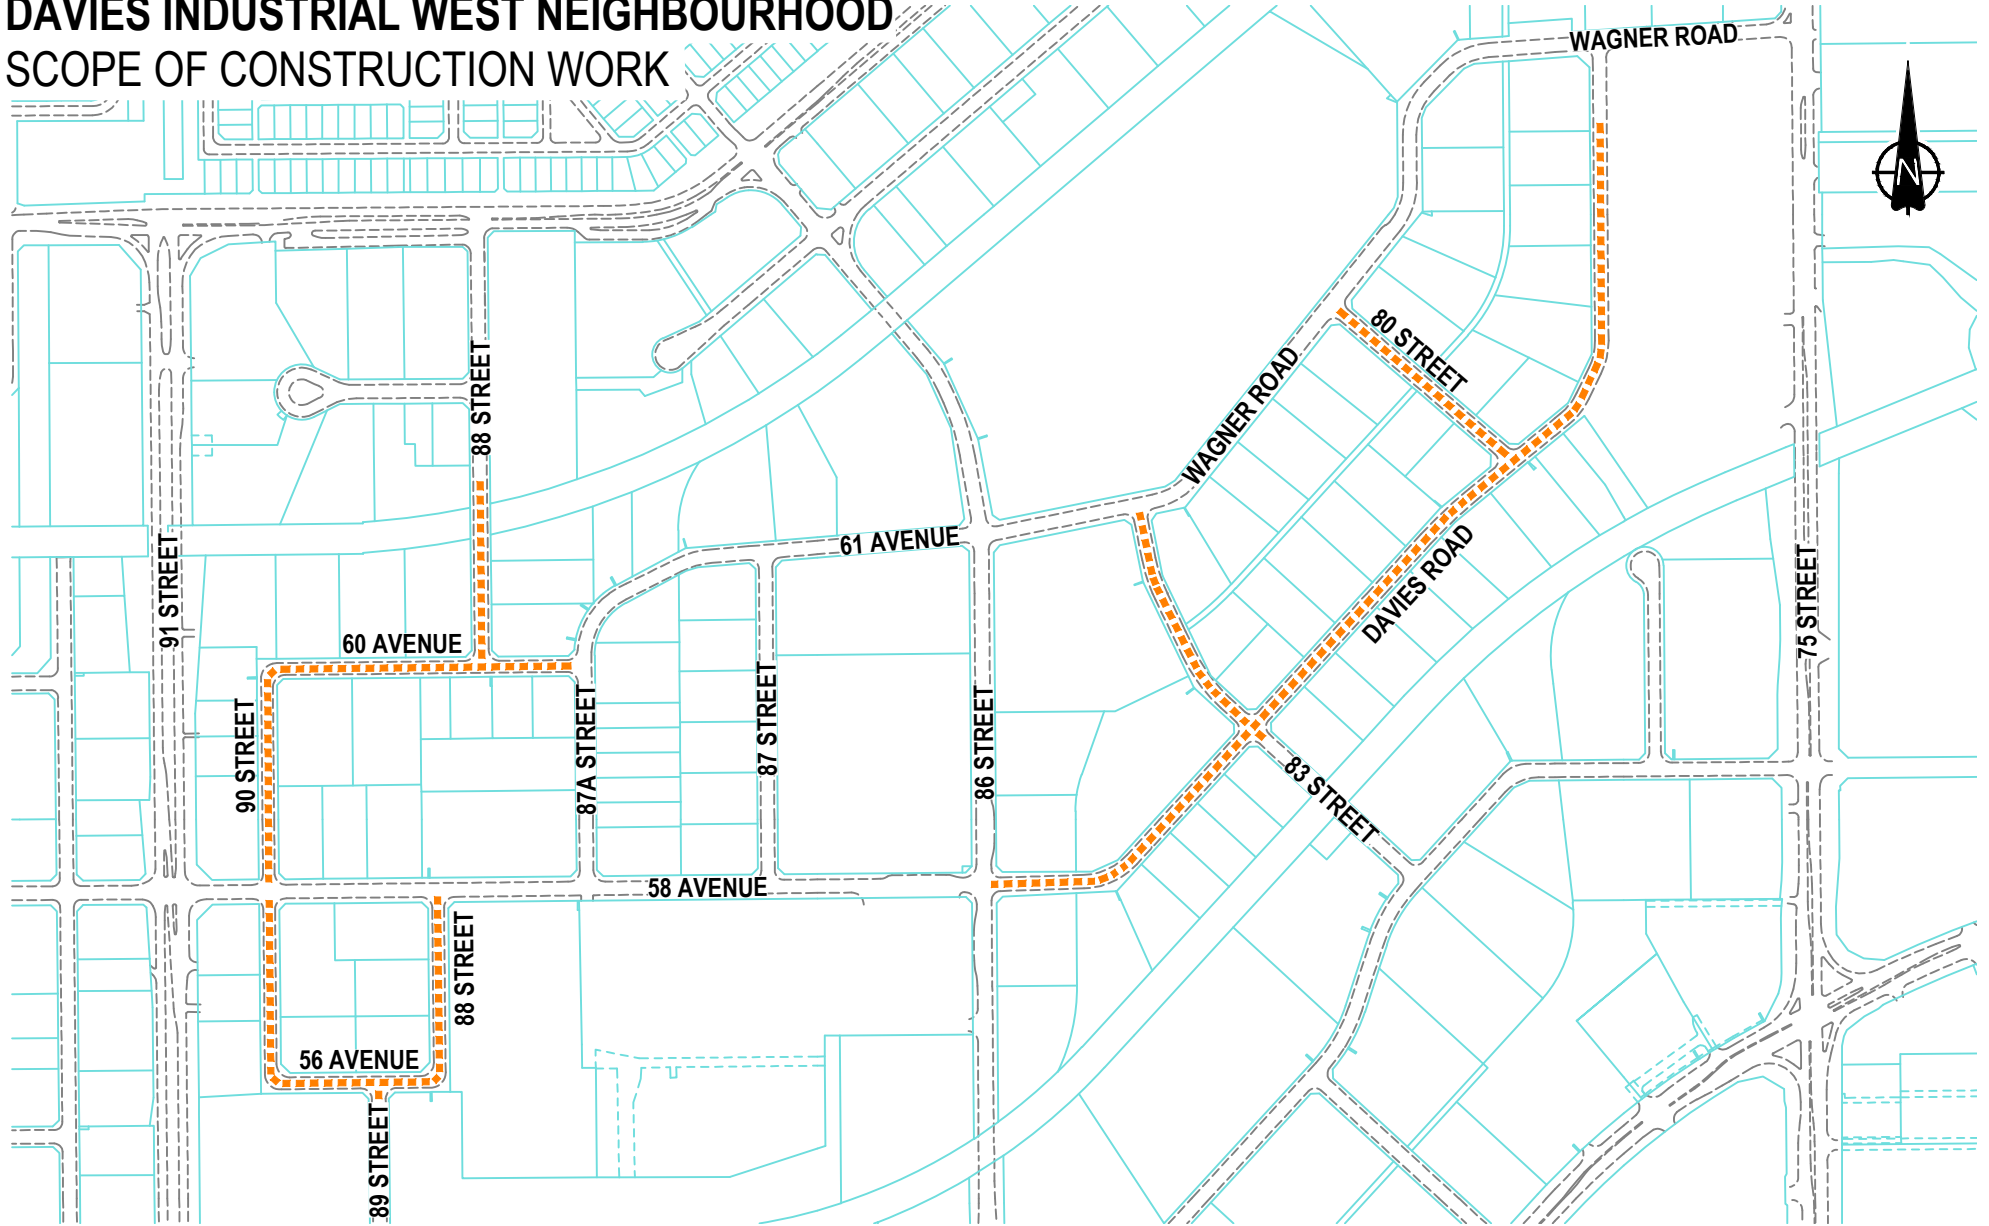 DAVIES INDUSTRIAL WEST NEIGHBOURHOOD
SCOPE OF CONSTRUCTION WORK
WAGNER ROAD
N
80 STREET
88 STREET
WAGNER ROAD
61 AVENUE
91 STREET
DAVIES ROAD
75 STREET
60 AVENUE
90 STREET
87A STREET
87 STREET
86 STREET
83 STREET
58 AVENUE
88 STREET
56 AVENUE
89 STREET